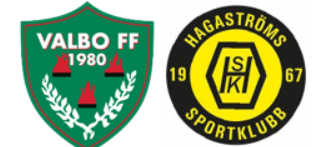 VALBO FF
1980
HAGASTRÖMS
19 67
SK
SPORTKLUBB